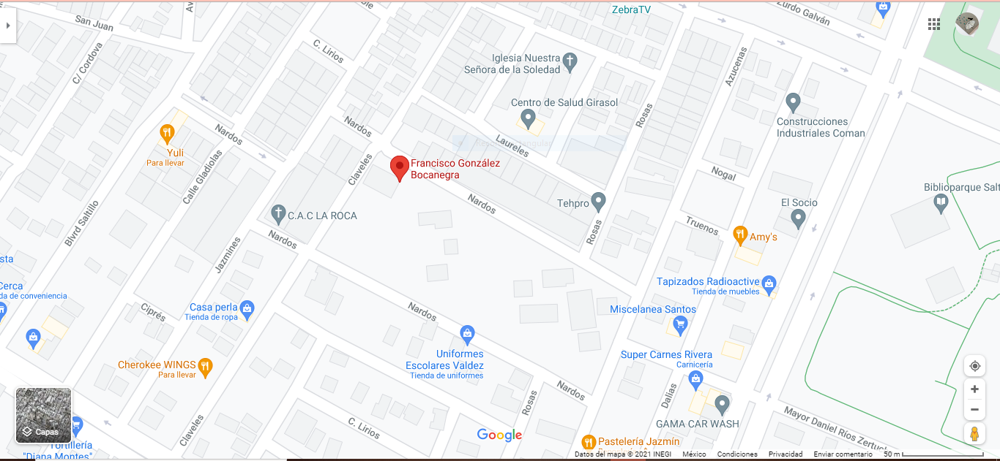 ZebraTV
Zurdo Galván
San Juan
C. Lirios
C/ Cordova
Iglesia Nuestra
Señora de la Soledad
Azucenas
Centro de Salud Girasol
Rosas
Construcciones
Industriales Coman
Nardos
Nardos
Laureles
Yuli
Para llevar
Calle Gladiolas
Claveles
Francisco González
Bocanegra
Nogal
Biblioparque Salt
Nardos
Tehpro
El Socio
C.A.C LA ROCA
Blvrd Saltillo
Nardos
Jazmines
Rosas
Truenos
Amy's
sta
Cerca
da de conveniencia
Tapizados Radioactive
Tienda de muebles
Ciprés
Casa perla
Tienda de ropa
Nardos
Miscelanea Santos
Uniformes
Escolares Valdez
Tienda de uniformes
Super Carnes Rivera
Carnicería
Cherokee WINGS
Para llevar
Nardos
Rosas
Dalias
GAMA CAR WASH
Mayor Daniel Ríos Zertuc
Claveles
C. Lirios
Capas
Google
Pastelería Jazmín
Tortillería
"Diana Montes"
Datos del mapa © 2021 INEGI
México
Condiciones
Privacidad
Enviar comentario
50 m